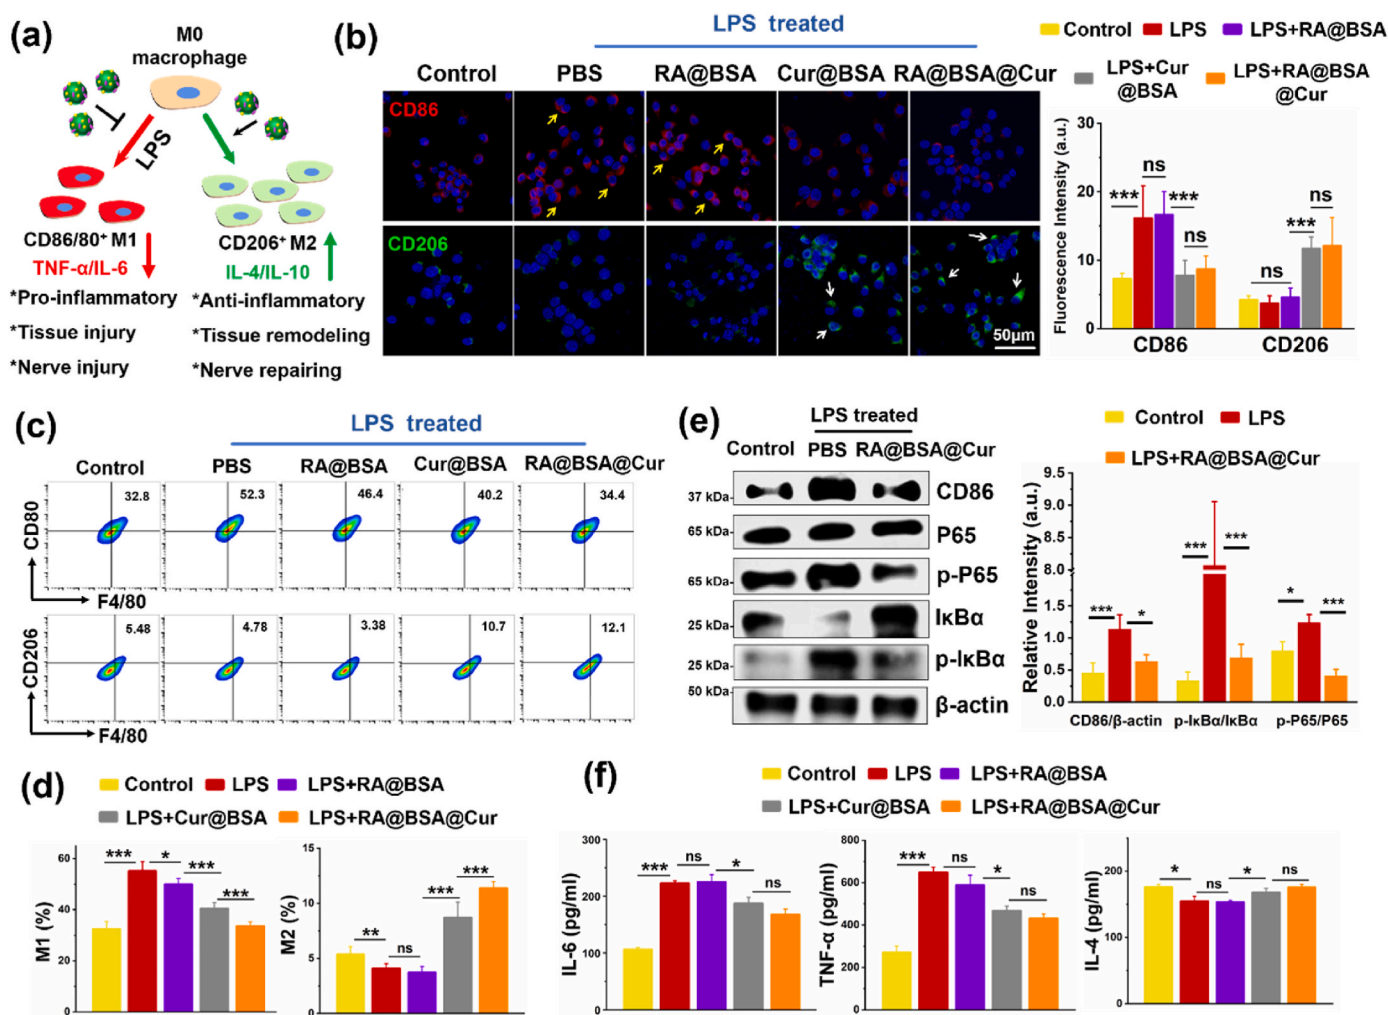 (a)
M0
macrophage
LPS
CD86/80⁺ M1
TNF-α/IL-6
*Pro-inflammatory
*Tissue injury
*Nerve injury
CD206⁺ M2
IL-4/IL-10
*Anti-inflammatory
*Tissue remodeling
*Nerve repairing
(b)
LPS treated
Control PBS RA@BSA Cur@BSA RA@BSA@Cur
CD86
CD206
50μm
Control LPS LPS+RA@BSA
LPS+Cur
@BSA
LPS+RA@BSA
@Cur
Fluorescence Intensity (a.u.)
30
20
10
0
*** ns *** ns
ns *** ns
CD86 CD206
(c)
LPS treated
Control PBS RA@BSA Cur@BSA RA@BSA@Cur
CD80
32.8 52.3 46.4 40.2 34.4
F4/80
CD206
5.48 4.78 3.38 10.7 12.1
F4/80
(d)
Control LPS LPS+RA@BSA
LPS+Cur@BSA LPS+RA@BSA@Cur
M1 (%)
60
40
20
0
*** * *** ***
M2 (%)
15
10
5
0
** ns *** ***
(e)
LPS treated
Control PBS RA@BSA@Cur
37 kDa CD86
65 kDa P65
65 kDa p-P65
25 kDa IκBα
25 kDa p-IκBα
50 kDa β-actin
Control LPS
LPS+RA@BSA@Cur
Relative Intensity (a.u.)
9.5
9.0
8.5
8.0
1.5
1.0
0.5
0.0
*** * *** *** * ***
CD86/β-actin p-IκBα/IκBα p-P65/P65
(f)
Control LPS LPS+RA@BSA
LPS+Cur@BSA LPS+RA@BSA@Cur
IL-6 (pg/ml)
300
200
100
0
*** ns * ns
TNF-α (pg/ml)
800
600
400
200
0
*** ns * ns
IL-4 (pg/ml)
200
100
0
* ns * ns